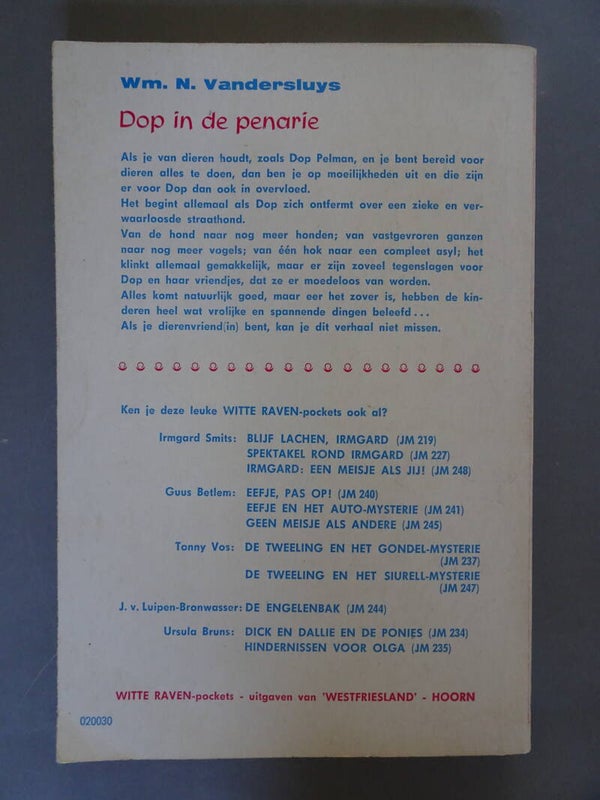 Wm. N. Vandersluys
Dop in de penarie
Als je van dieren houdt, zoals Dop Pelman, en je bent bereid voor
dieren alles te doen, dan ben je op moeilijkheden uit en die zijn
er voor Dop dan ook in overvloed.
Het begint allemaal als Dop zich ontfermt over een zieke en ver-
waarloosde straathond.
Van de hond naar nog meer honden; van vastgevroren ganzen
naar nog meer vogels; van één hok naar een compleet asyl; het
klinkt allemaal gemakkelijk, maar er zijn zoveel tegenslagen voor
Dop en haar vriendjes, dat ze er moedeloos van worden.
Alles komt natuurlijk goed, maar eer het zover is, hebben de kin-
deren heel wat vrolijke en spannende dingen beleefd...
Als je dierenvriend(in) bent, kan je dit verhaal niet missen.
Ken je deze leuke WITTE RAVEN-pockets ook al?
Irmgard Smits: BLIJF LACHEN, IRMGARD (JM 219)
SPEKTAKEL ROND IRMGARD (JM 227)
IRMGARD: EEN MEISJE ALS JIJ! (JM 248)
Guus Betlem: EEFJE, PAS OP! (JM 240)
EEFJE EN HET AUTO-MYSTERIE (JM 241)
GEEN MEISJE ALS ANDERE (JM 245)
Tonny Vos: DE TWEELING EN HET GONDEL-MYSTERIE
(JM 237)
DE TWEELING EN HET SIURELL-MYSTERIE
(JM 247)
J. v. Luipen-Bronwasser: DE ENGELENBAK (JM 244)
Ursula Bruns: DICK EN DALLIE EN DE PONIES (JM 234)
HINDERNISSEN VOOR OLGA (JM 235)
WITTE RAVEN-pockets - uitgaven van 'WESTFRIESLAND' - HOORN
020030